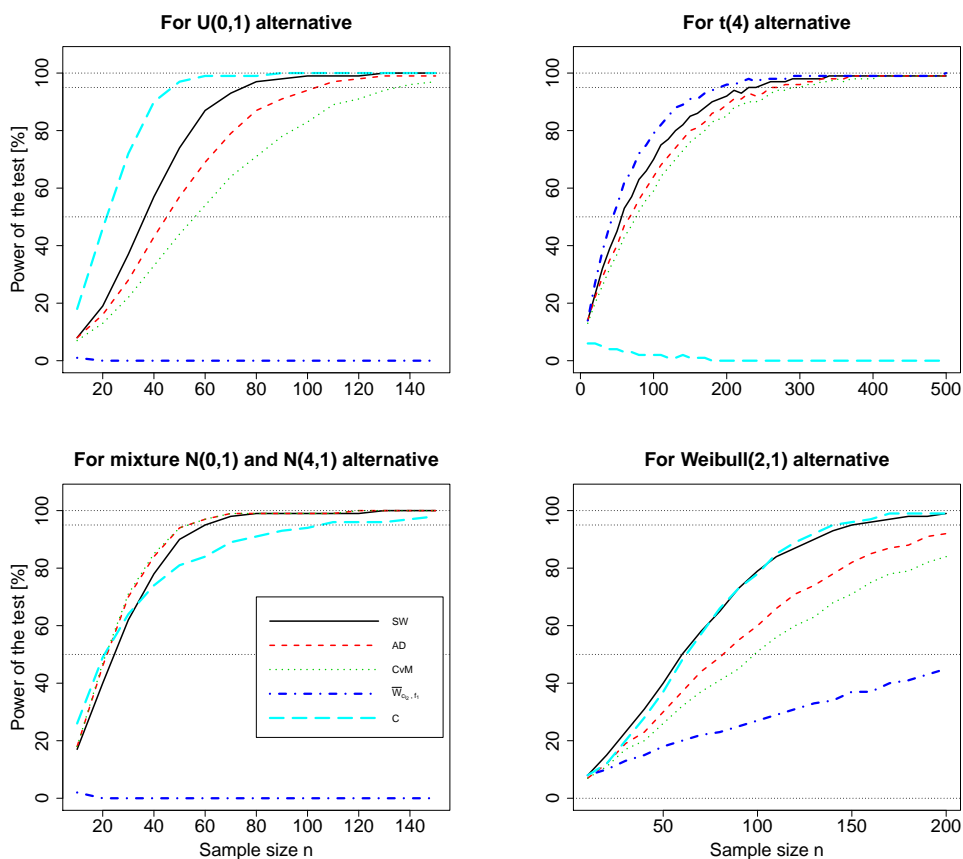 For U(0,1) alternative
For t(4) alternative
Power of the test [%]
100
80
60
40
20
0
20 40 60 80 100 120 140
100
80
60
40
20
0
0 100 200 300 400 500
For mixture N(0,1) and N(4,1) alternative
For Weibull(2,1) alternative
Power of the test [%]
100
80
60
40
20
0
SW
AD
CvM
C
20 40 60 80 100 120 140
Sample size n
100
80
60
40
20
0
50 100 150 200
Sample size n